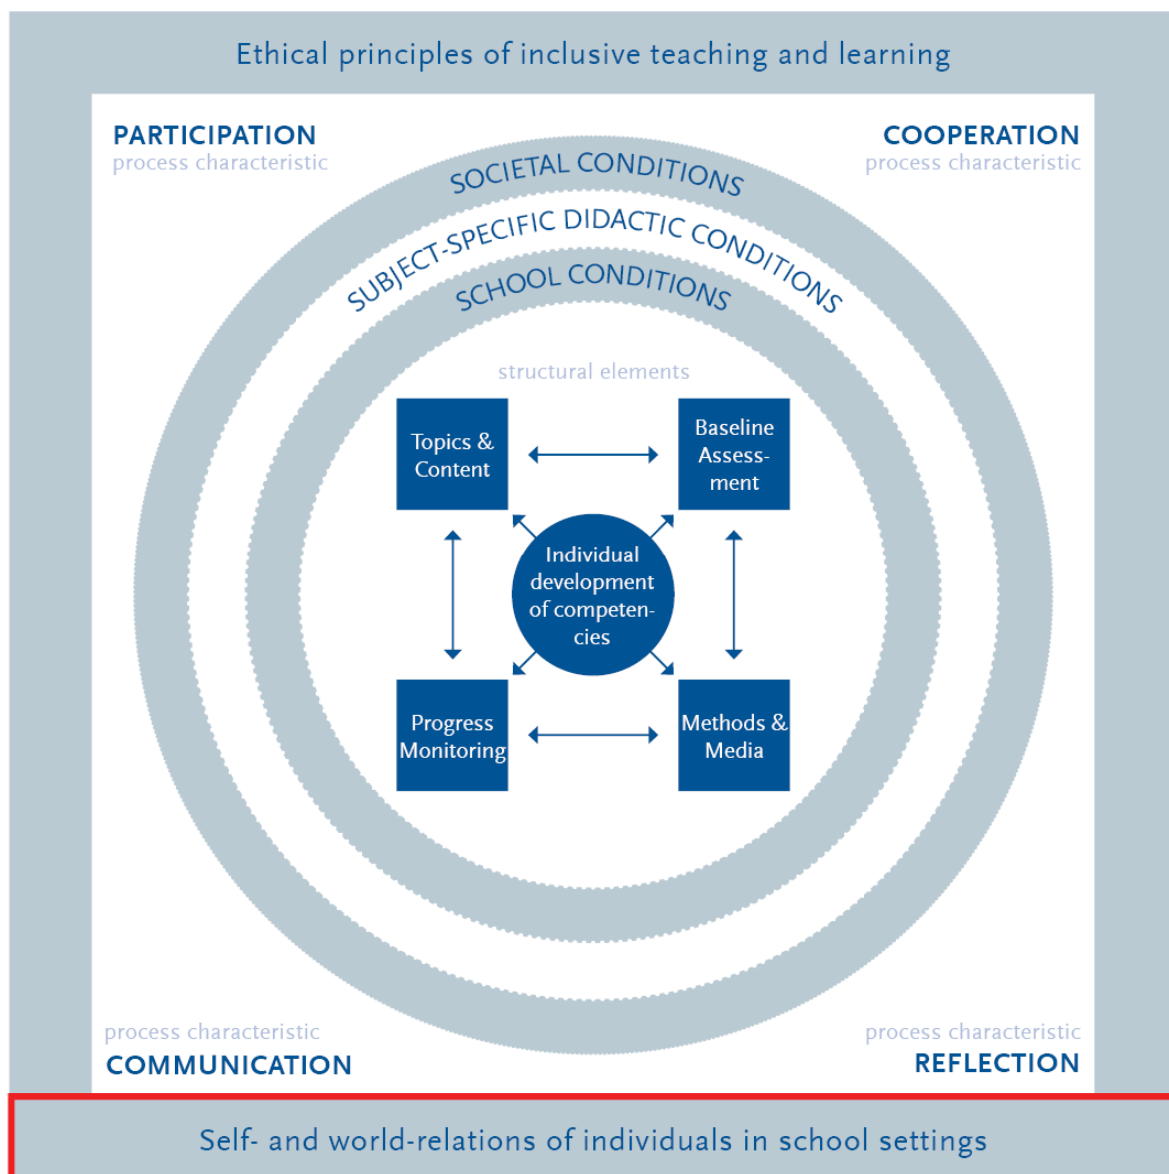 Ethical principles of inclusive teaching and learning
PARTICIPATION
process characteristic
COOPERATION
process characteristic
SOCIETAL CONDITIONS
SUBJECT-SPECIFIC DIDACTIC CONDITIONS
SCHOOL CONDITIONS
structural elements
Topics &
Content
Baseline
Assess-
ment
Individual
development
of competen-
cies
Progress
Monitoring
Methods &
Media
process characteristic
COMMUNICATION
process characteristic
REFLECTION
Self- and world-relations of individuals in school settings